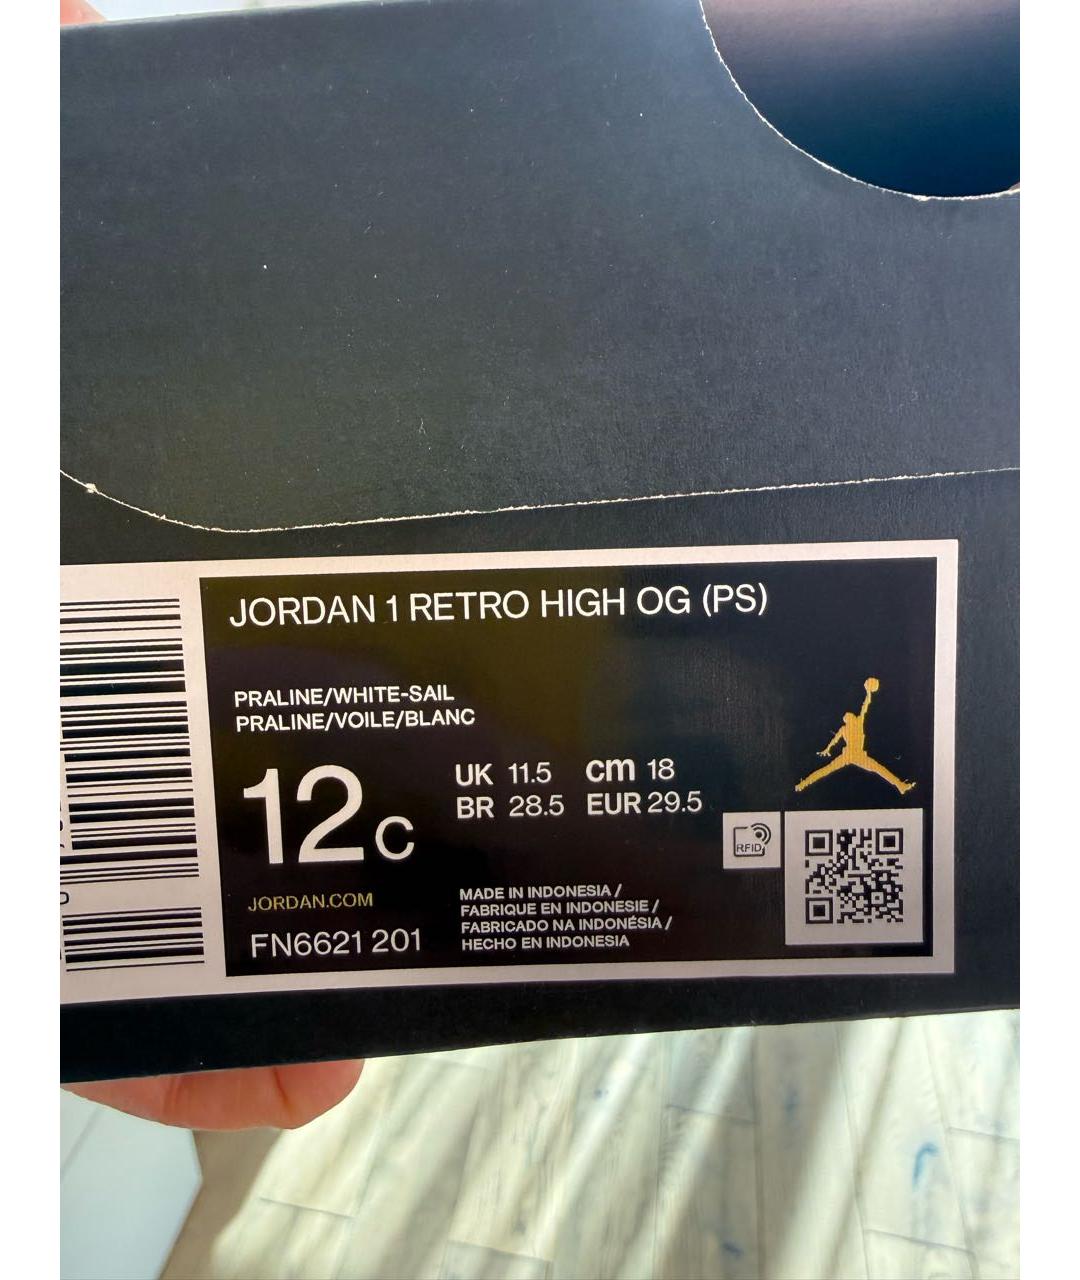 JORDAN 1 RETRO HIGH OG (PS)
PRALINE/WHITE-SAIL
PRALINE/VOILE/BLANC
12C
UK 11.5 cm 18
BR 28.5 EUR 29.5
RFID
JORDAN.COM
FN6621 201
MADE IN INDONESIA /
FABRIQUE EN INDONESIE /
FABRICADO NA INDONÉSIA /
HECHO EN INDONESIA